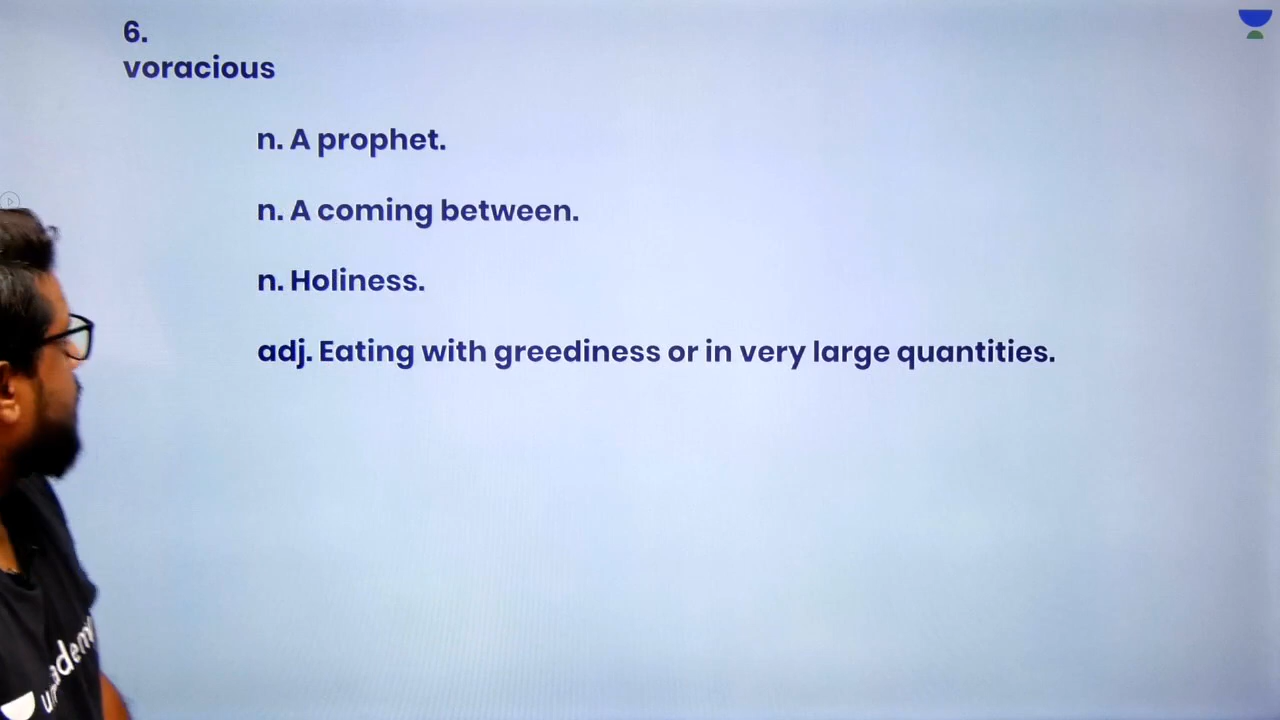 6.
voracious
n. A prophet.
n. A coming between.
n. Holiness.
adj. Eating with greediness or in very large quantities.